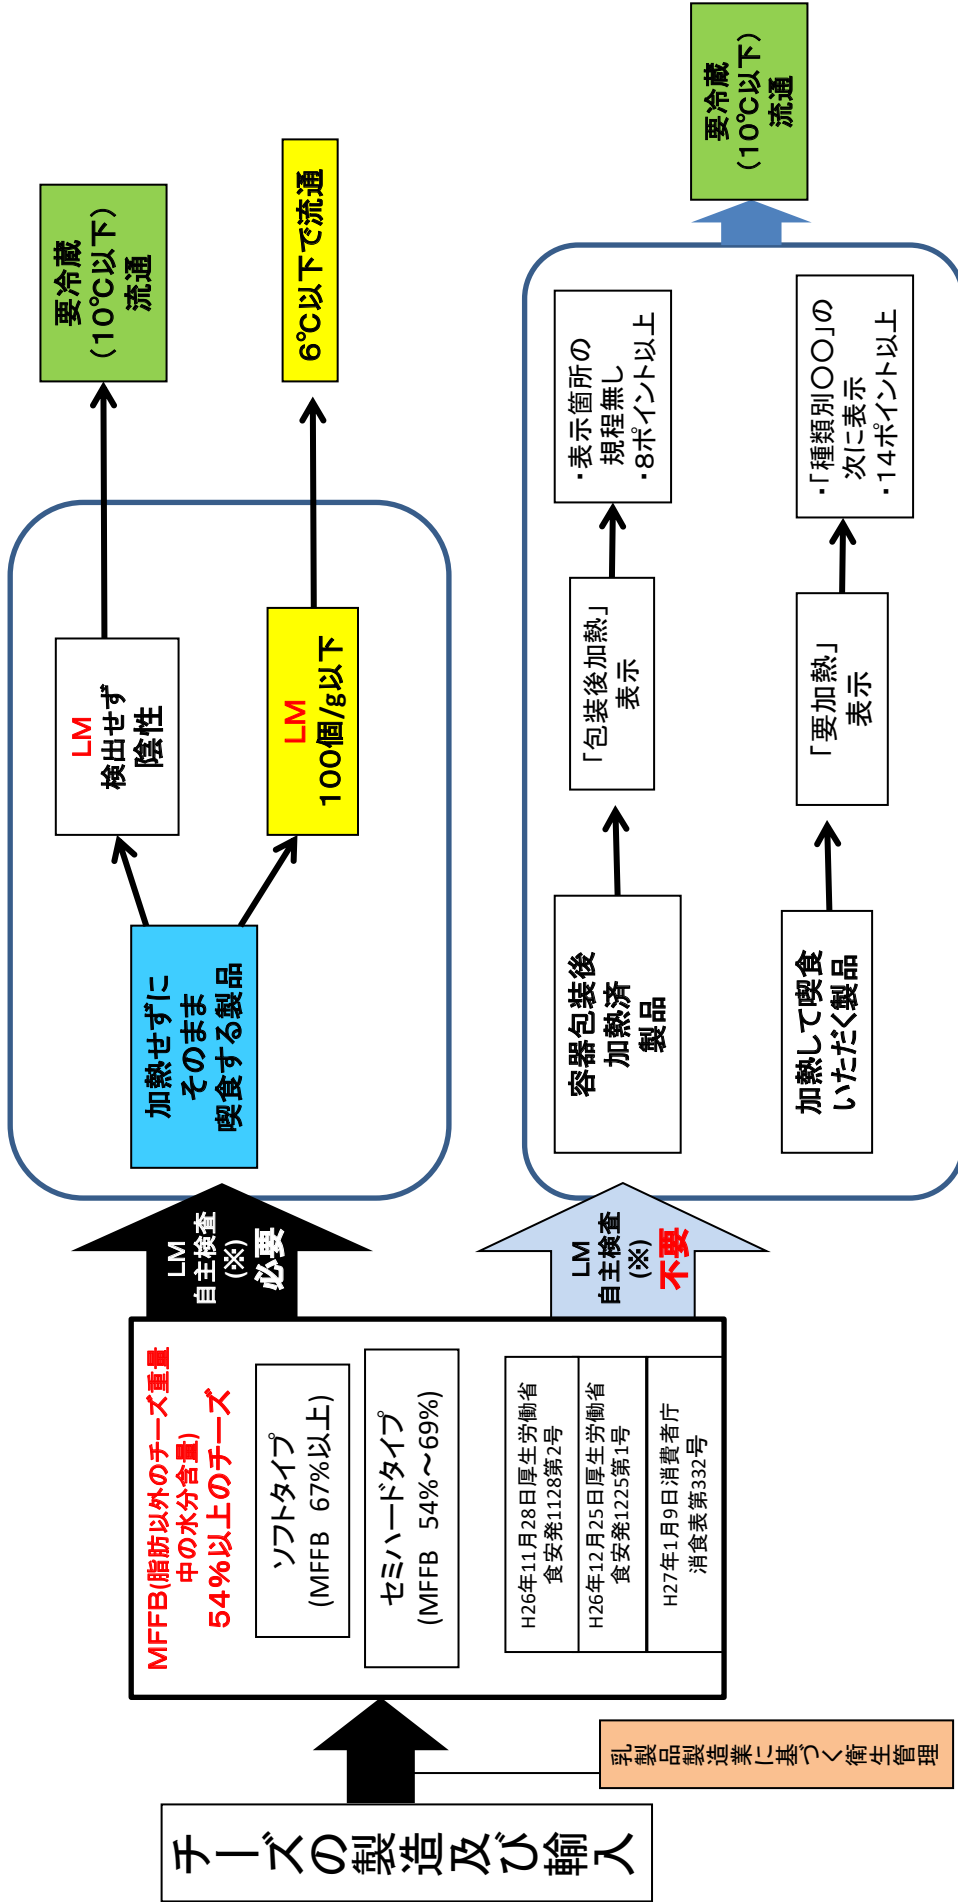 チーズの製造及び輸入
乳製品製造業に基づく衛生管理
MFFB(脂肪以外のチーズ重量
中の水分含量)
54%以上のチーズ
ソフトタイプ
(MFFB 67%以上)
セミハードタイプ
(MFFB 54%～69%)
H26年11月28日厚生労働省
食安発1128第2号
H26年12月25日厚生労働省
食安発1225第1号
H27年1月9日消費者庁
消食表第332号
LM
自主検査
(※)
必要
加熱せずに
そのまま
喫食する製品
LM
検出せず
陰性
要冷蔵
(10℃以下)
流通
LM
100個/g以下
6℃以下で流通
LM
自主検査
(※)
不要
容器包装後
加熱済
製品
「包装後加熱」
表示
・表示箇所の
規程無し
・8ポイント以上
加熱して喫食
いただく製品
「要加熱」
表示
・「種類別〇〇」の
次に表示
・14ポイント以上
要冷蔵
(10℃以下)
流通